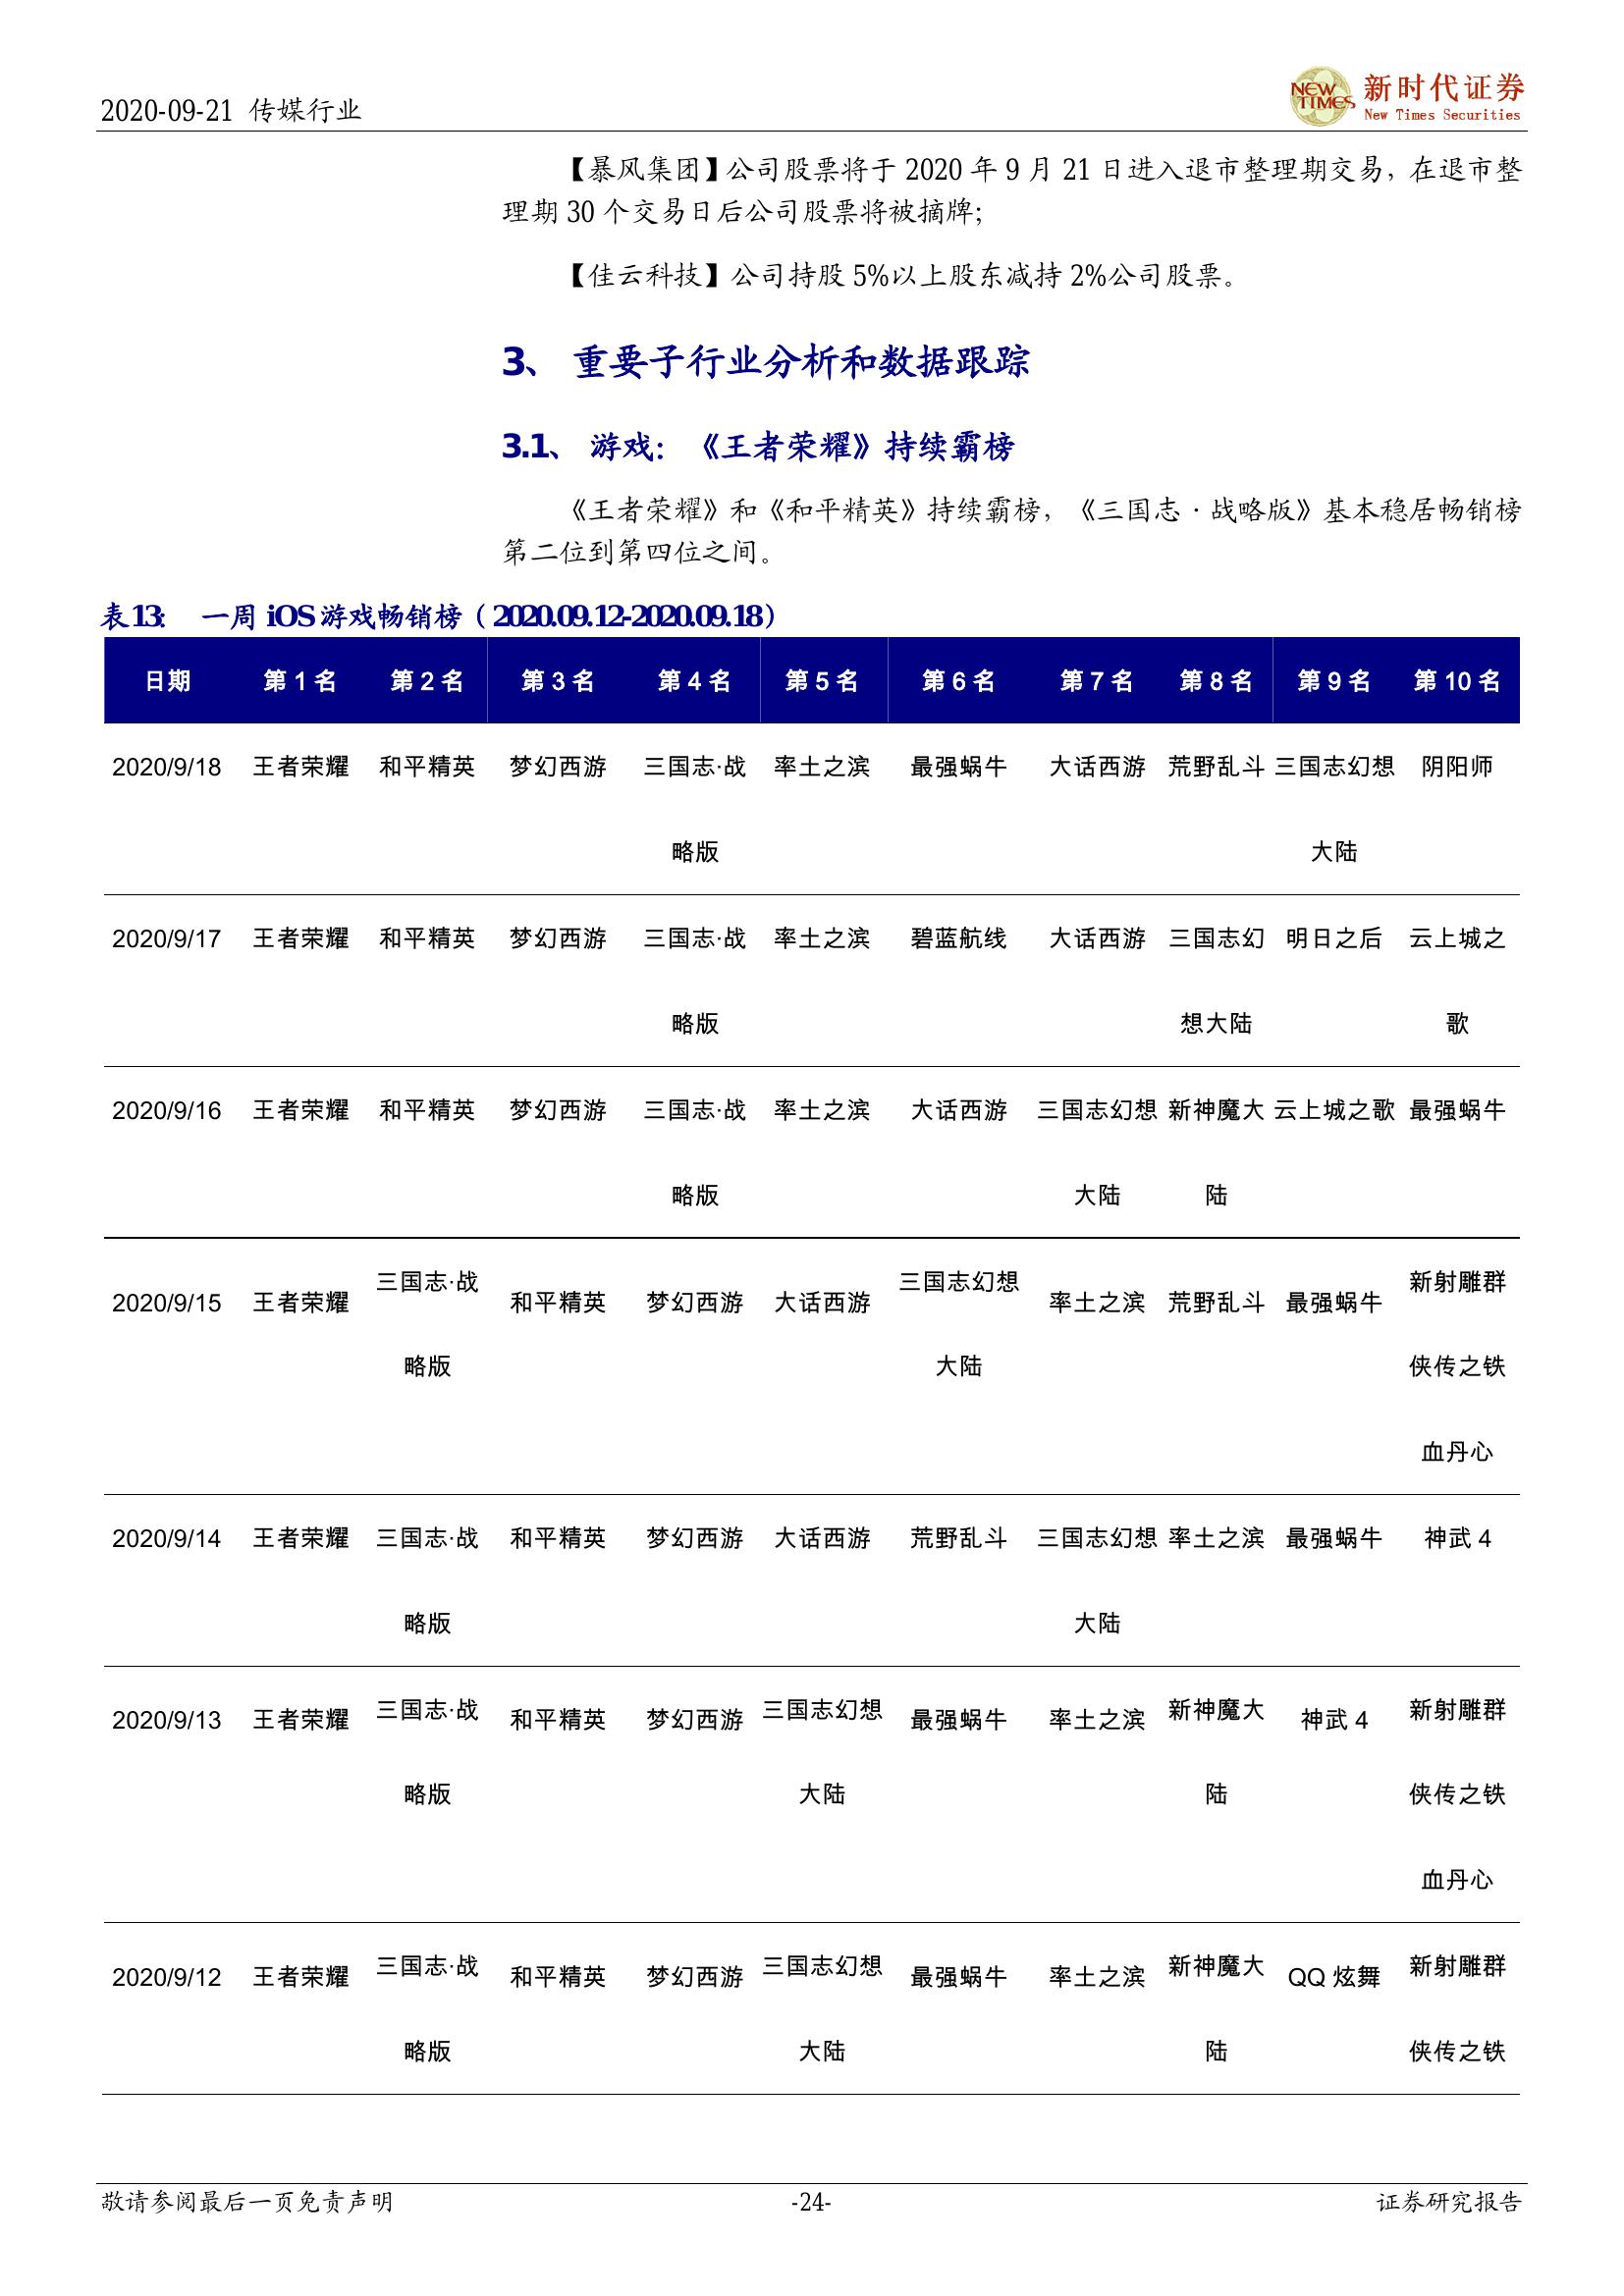 2020-09-21 传媒行业
NEW TIMES
新时代证券
New Times Securities
【暴风集团】公司股票将于 2020 年 9 月 21 日进入退市整理期交易，在退市整
理期 30 个交易日后公司股票将被摘牌；
【佳云科技】公司持股 5%以上股东减持 2%公司股票。
3、 重要子行业分析和数据跟踪
3.1、 游戏：《王者荣耀》持续霸榜
《王者荣耀》和《和平精英》持续霸榜，《三国志·战略版》基本稳居畅销榜
第二位到第四位之间。
表 13： 一周 iOS 游戏畅销榜（2020.09.12-2020.09.18）
日期 第 1 名 第 2 名 第 3 名 第 4 名 第 5 名 第 6 名 第 7 名 第 8 名 第 9 名 第 10 名
2020/9/18 王者荣耀 和平精英 梦幻西游 三国志·战 率土之滨 最强蜗牛 大话西游 荒野乱斗 三国志幻想 阴阳师
略版 大陆
2020/9/17 王者荣耀 和平精英 梦幻西游 三国志·战 率土之滨 碧蓝航线 大话西游 三国志幻 明日之后 云上城之
略版 想大陆 歌
2020/9/16 王者荣耀 和平精英 梦幻西游 三国志·战 率土之滨 大话西游 三国志幻想 新神魔大 云上城之歌 最强蜗牛
略版 大陆 陆
2020/9/15 王者荣耀 三国志·战 和平精英 梦幻西游 大话西游 三国志幻想 率土之滨 荒野乱斗 最强蜗牛 新射雕群
略版 大陆 侠传之铁
血丹心
2020/9/14 王者荣耀 三国志·战 和平精英 梦幻西游 大话西游 荒野乱斗 三国志幻想 率土之滨 最强蜗牛 神武 4
略版 大陆
2020/9/13 王者荣耀 三国志·战 和平精英 梦幻西游 三国志幻想 最强蜗牛 率土之滨 新神魔大 神武 4 新射雕群
略版 大陆 陆 侠传之铁
血丹心
2020/9/12 王者荣耀 三国志·战 和平精英 梦幻西游 三国志幻想 最强蜗牛 率土之滨 新神魔大 QQ 炫舞 新射雕群
略版 大陆 陆 侠传之铁
敬请参阅最后一页免责声明 -24- 证券研究报告